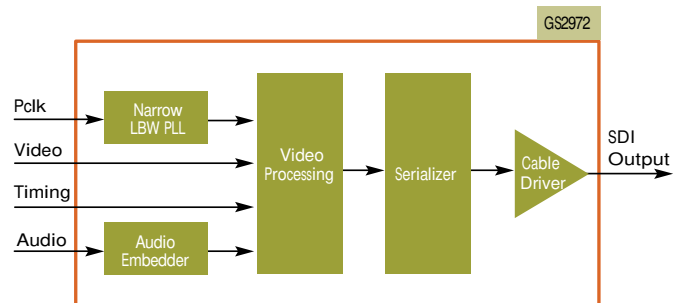 GS2972
Pclk
Narrow
LBW PLL
Video
Timing
Audio
Audio
Embedder
Video
Processing
Serializer
Cable
Driver
SDI
Output